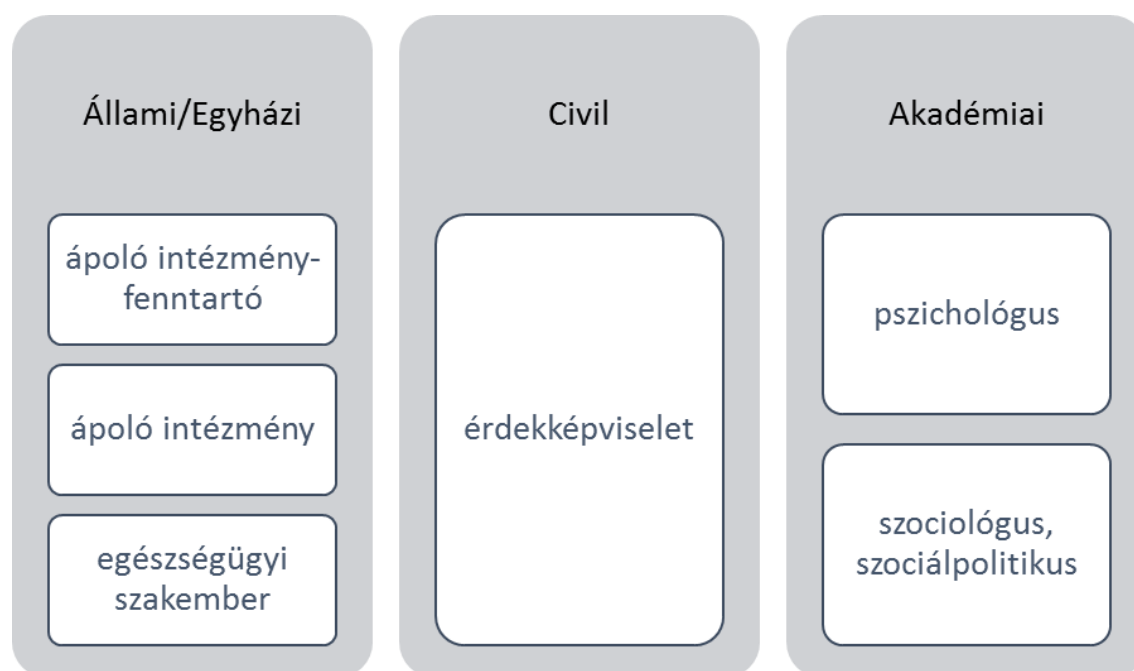 Állami/Egyházi
ápoló intézmény-
fenntartó
ápoló intézmény
egészségügyi
szakember
Civil
érdekképviselet
Akadémiai
pszichológus
szociológus,
szociálpolitikus